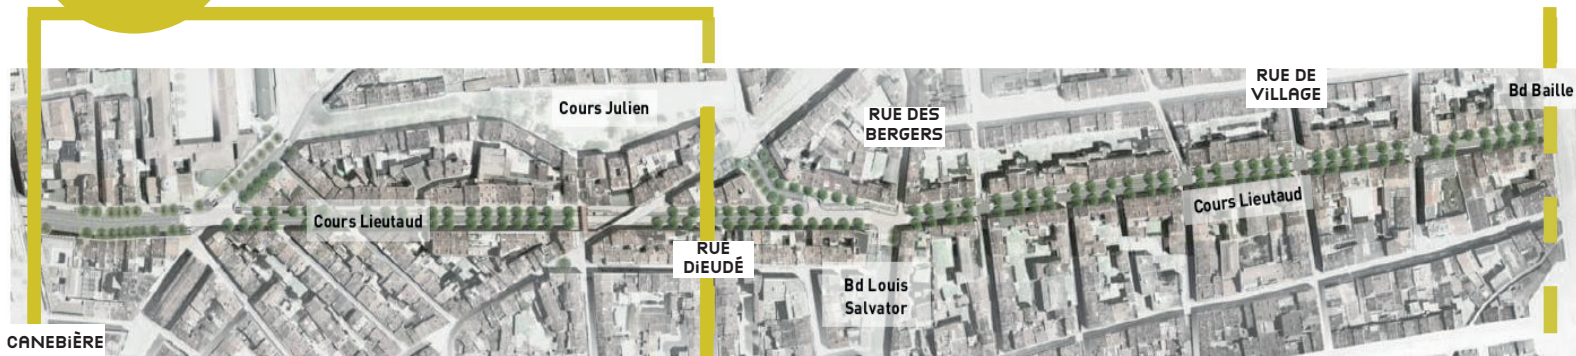 Cours Julien
RUE DES
BERGERS
RUE DE
ViLLAGE
Bd Baille
Cours Lieutaud
Cours Lieutaud
RUE
DiEUDÉ
Bd Louis
Salvator
CANEBiÈRE